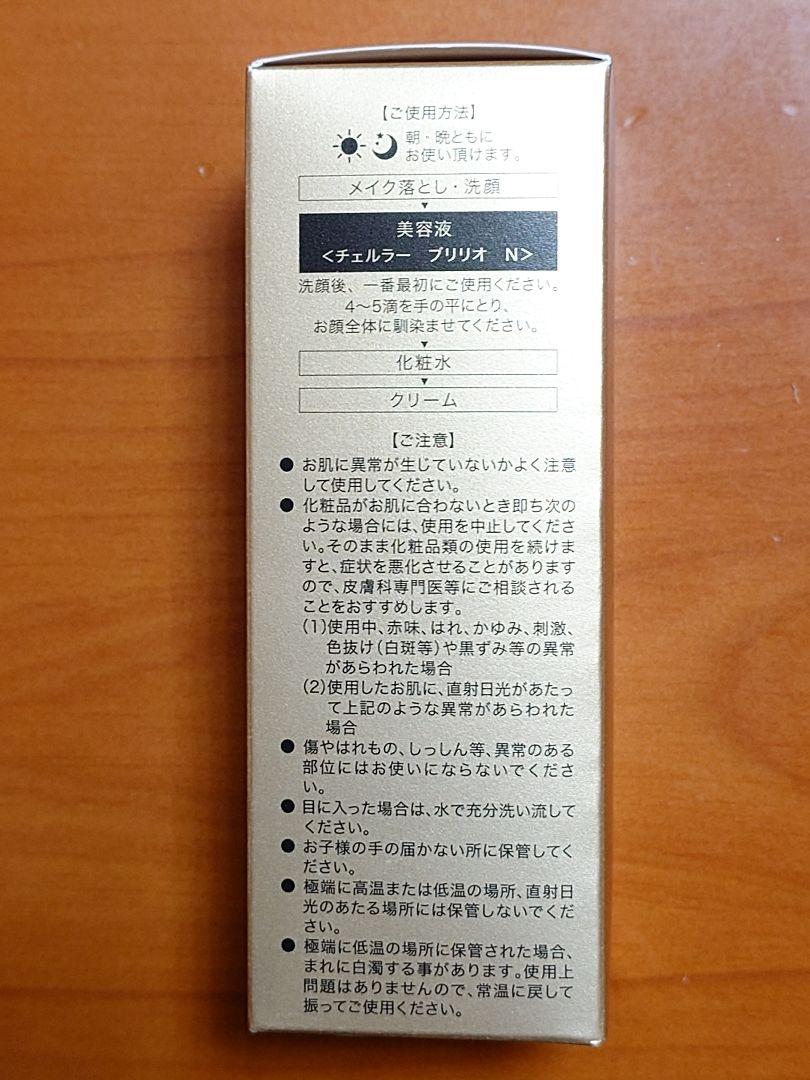 【ご使用方法】
朝・晩ともに
お使い頂けます。
メイク落とし・洗顔
▼
美容液
＜チェルラー　ブリリオ　N＞
洗顔後、一番最初にご使用ください。
4〜5滴を手の平にとり、
お顔全体に馴染ませてください。
▼
化粧水
▼
クリーム
【ご注意】
● お肌に異常が生じていないかよく注意
して使用してください。
● 化粧品がお肌に合わないとき即ち次の
ような場合には、使用を中止してくださ
い。そのまま化粧品類の使用を続けま
すと、症状を悪化させることがあります
ので、皮膚科専門医等にご相談される
ことをおすすめします。
（1）使用中、赤味、はれ、かゆみ、刺激、
色抜け（白斑等）や黒ずみ等の異常
があらわれた場合
（2）使用したお肌に、直射日光があたっ
て上記のような異常があらわれた
場合
● 傷やはれもの、しっしん等、異常のある
部位にはお使いにならないでくださ
い。
● 目に入った場合は、水で充分洗い流して
ください。
● お子様の手の届かない所に保管してく
ださい。
● 極端に高温または低温の場所、直射日
光のあたる場所には保管しないでくだ
さい。
● 極端に低温の場所に保管された場合、
まれに白濁する事があります。使用上
問題はありませんので、常温に戻して
振ってご使用ください。